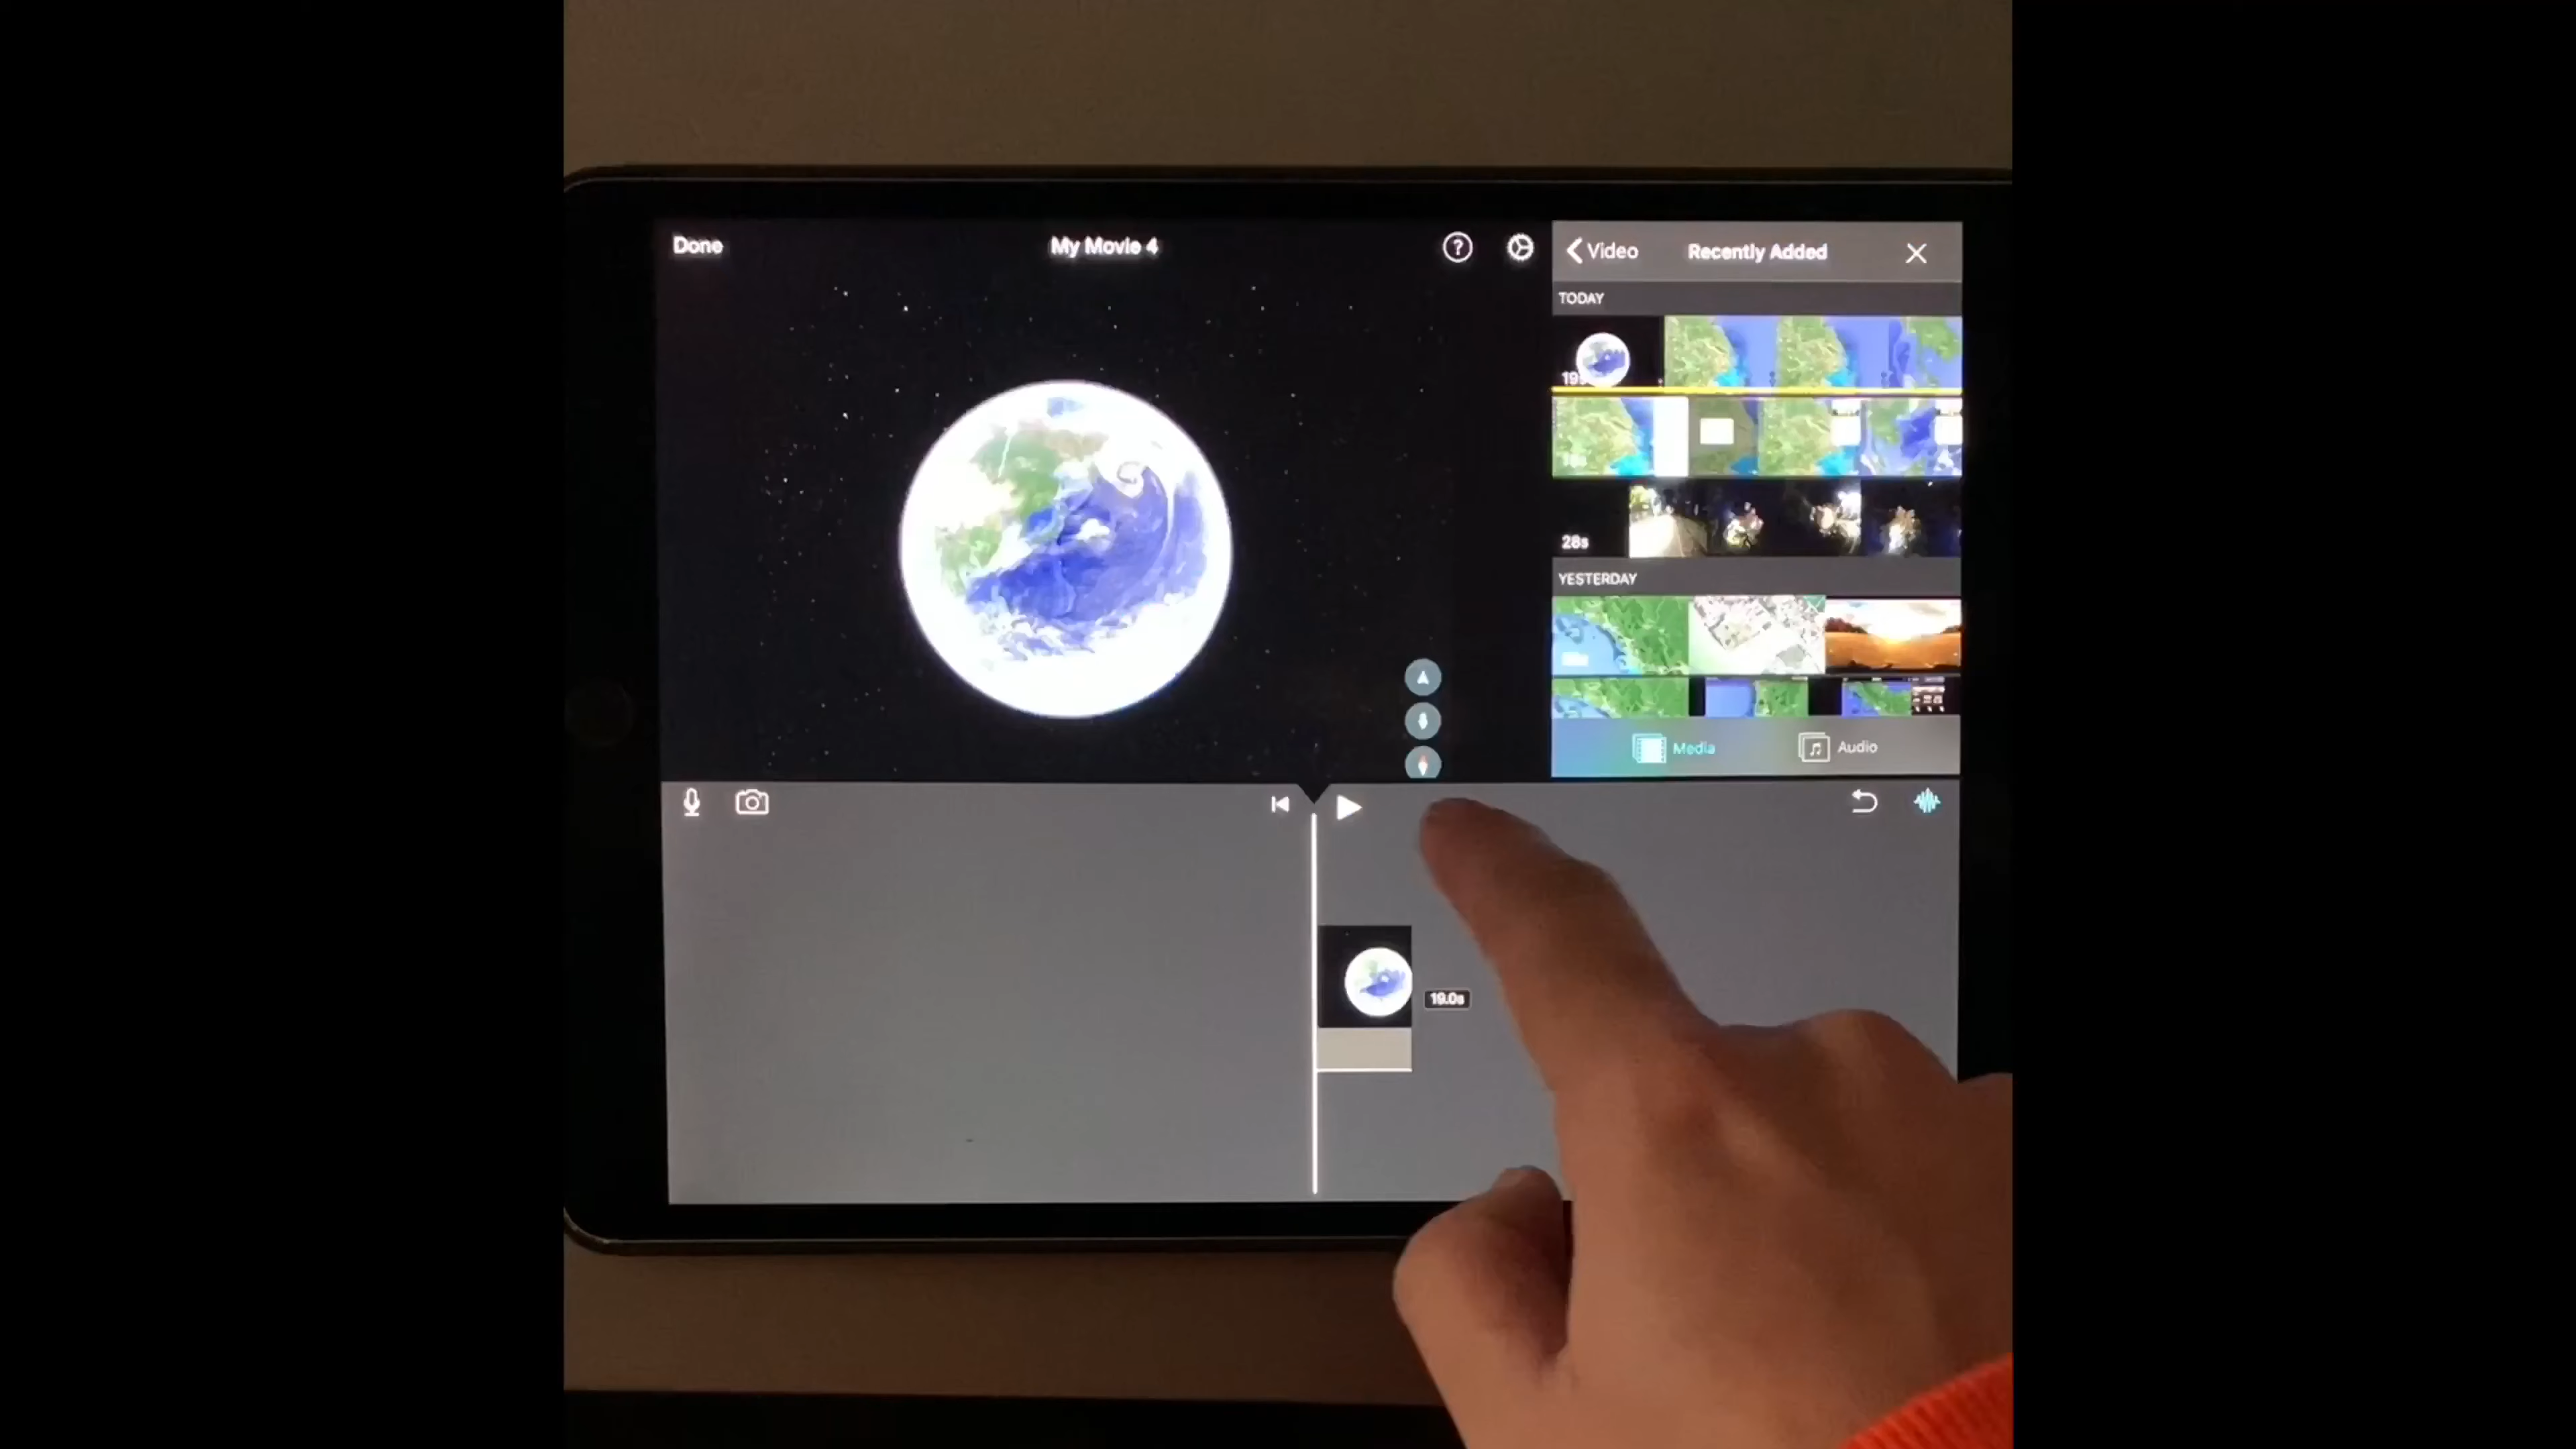 Done
My Movie 4
?
Video
Recently Added
TODAY
28s
YESTERDAY
Media
Audio
19.0s